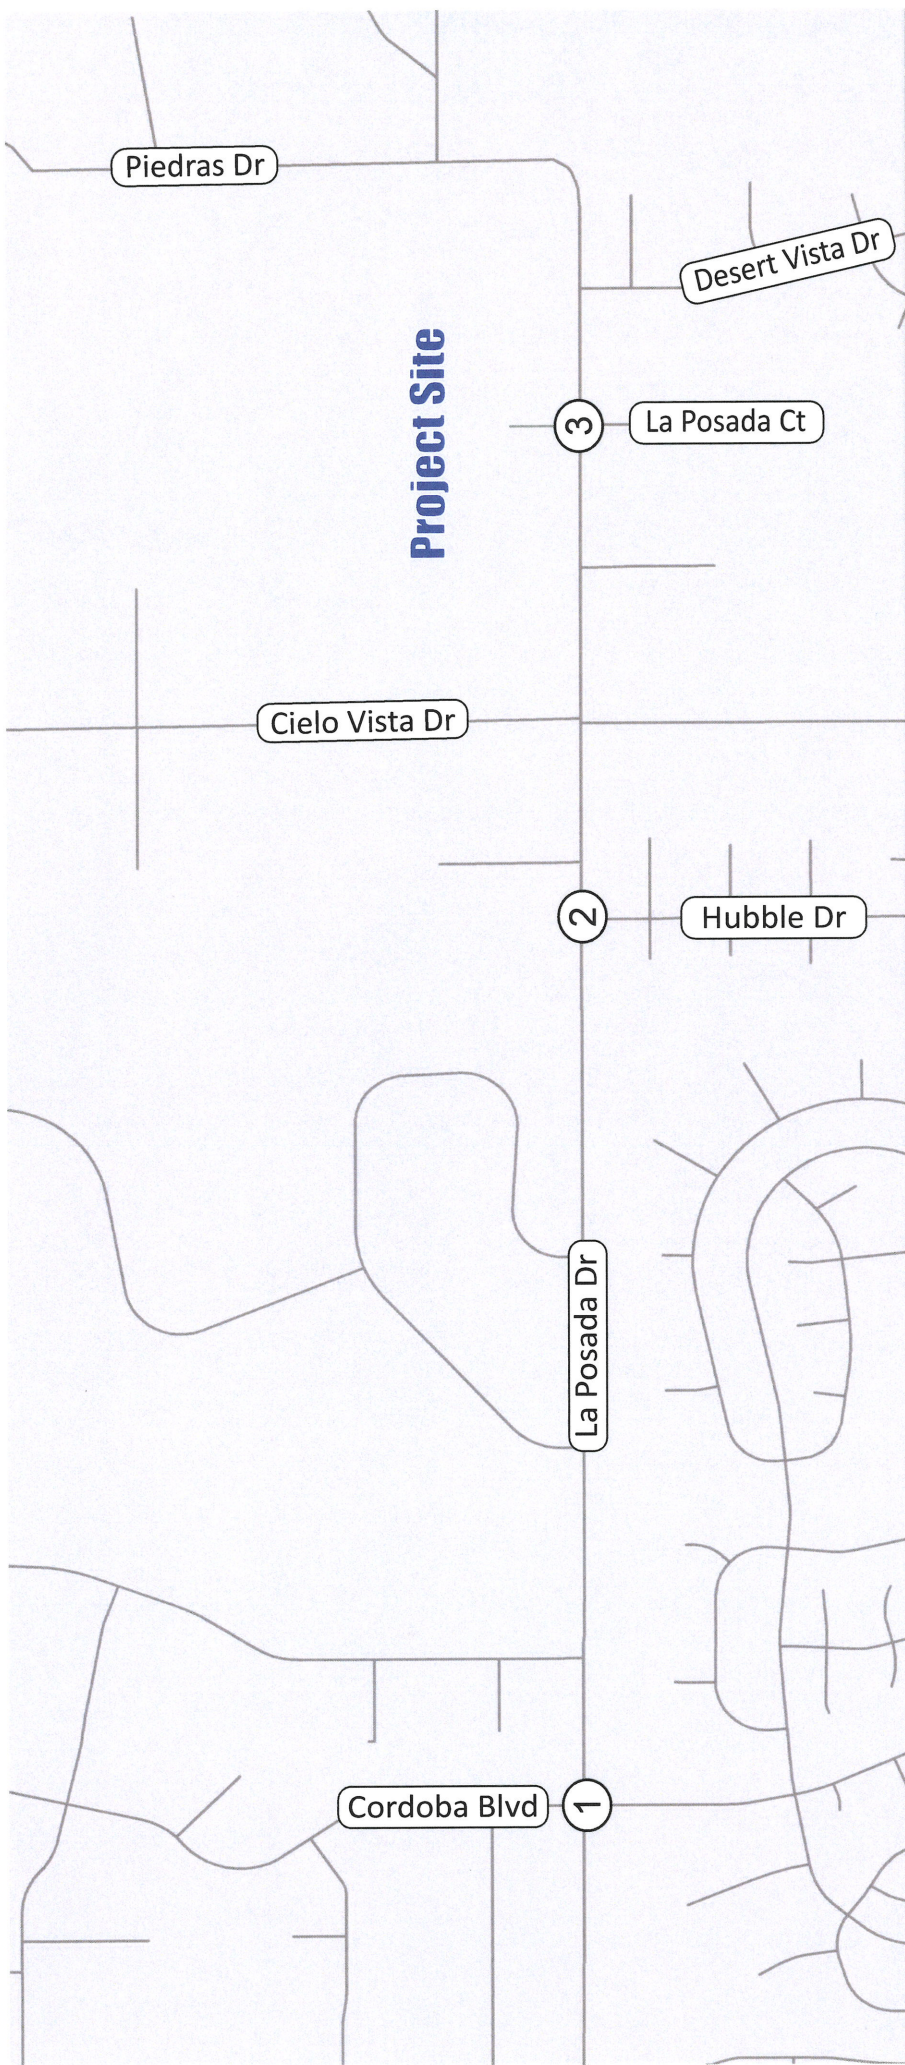 Piedras Dr
Desert Vista Dr
Project Site
3
La Posada Ct
Cielo Vista Dr
2
Hubble Dr
La Posada Dr
Cordoba Blvd
1